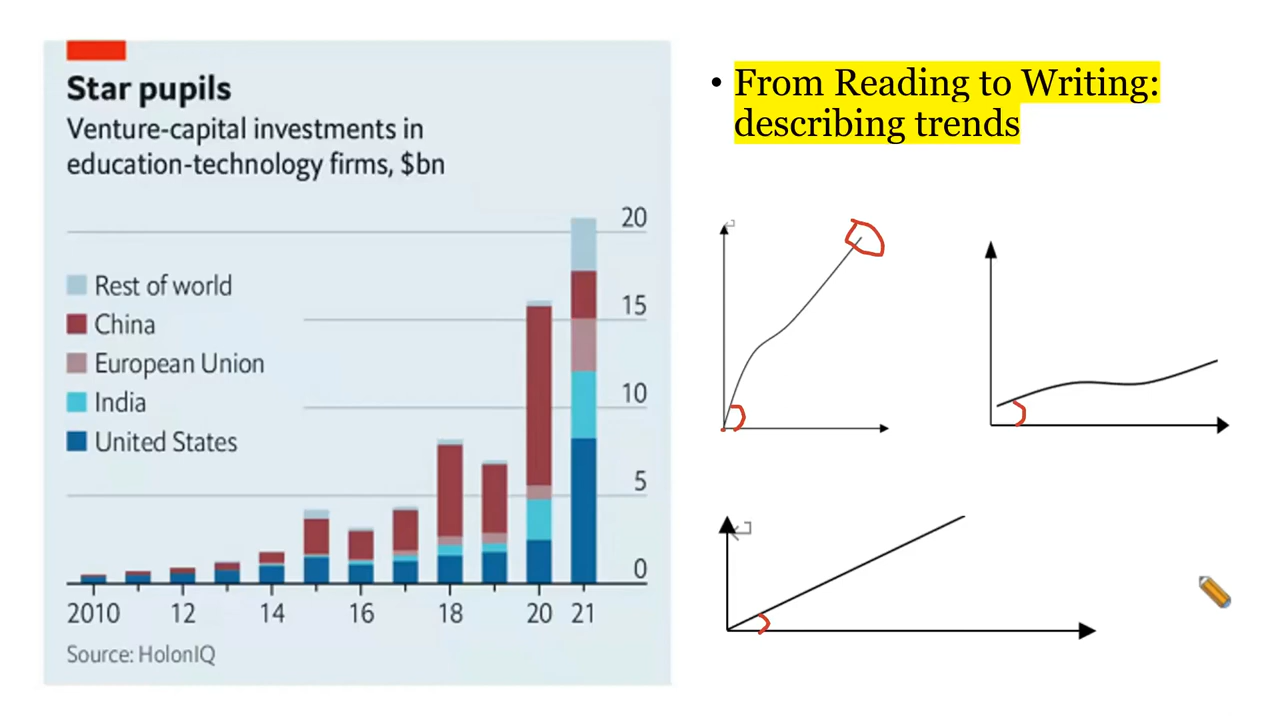 Star pupils
Venture-capital investments in
education-technology firms, $bn
20
Rest of world
15
China
European Union
10
India
United States
5
0
2010 12 14 16 18 20 21
Source: HolonIQ
• From Reading to Writing:
describing trends